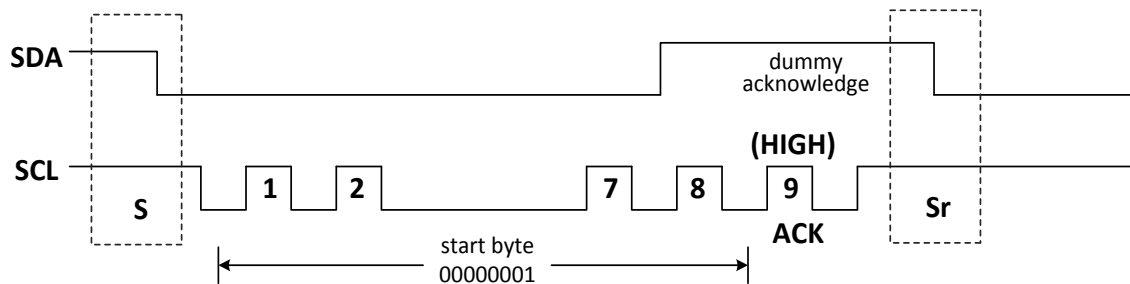 SDA
dummy
acknowledge
SCL
(HIGH)
1 2 7 8 9
S
Sr
ACK
start byte
00000001